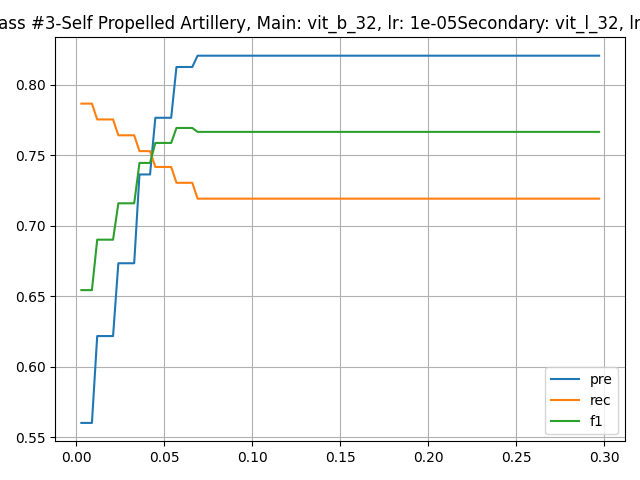 ass #3-Self Propelled Artillery, Main: vit_b_32, lr: 1e-05Secondary: vit_l_32, lr
0.80
0.75
0.70
0.65
0.60
0.55
0.00 0.05 0.10 0.15 0.20 0.25 0.30
pre
rec
f1